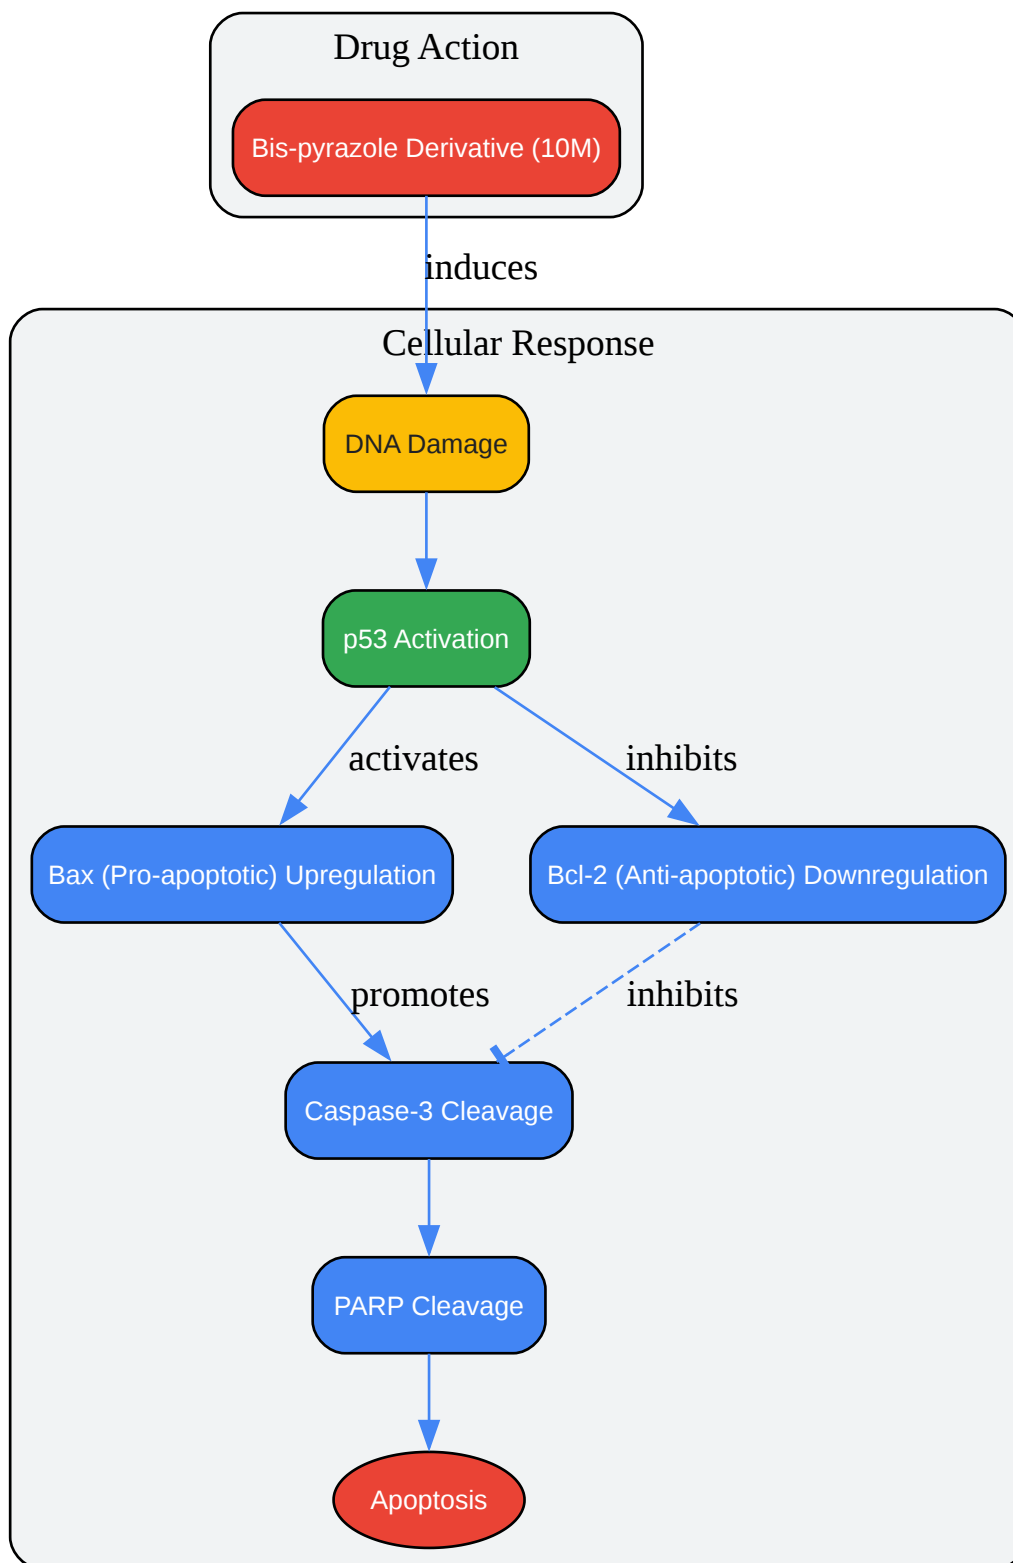 Drug Action
Bis-pyrazole Derivative (10M)
induces
Cellular Response
DNA Damage
p53 Activation
activates
inhibits
Bax (Pro-apoptotic) Upregulation
Bcl-2 (Anti-apoptotic) Downregulation
promotes
inhibits
Caspase-3 Cleavage
PARP Cleavage
Apoptosis